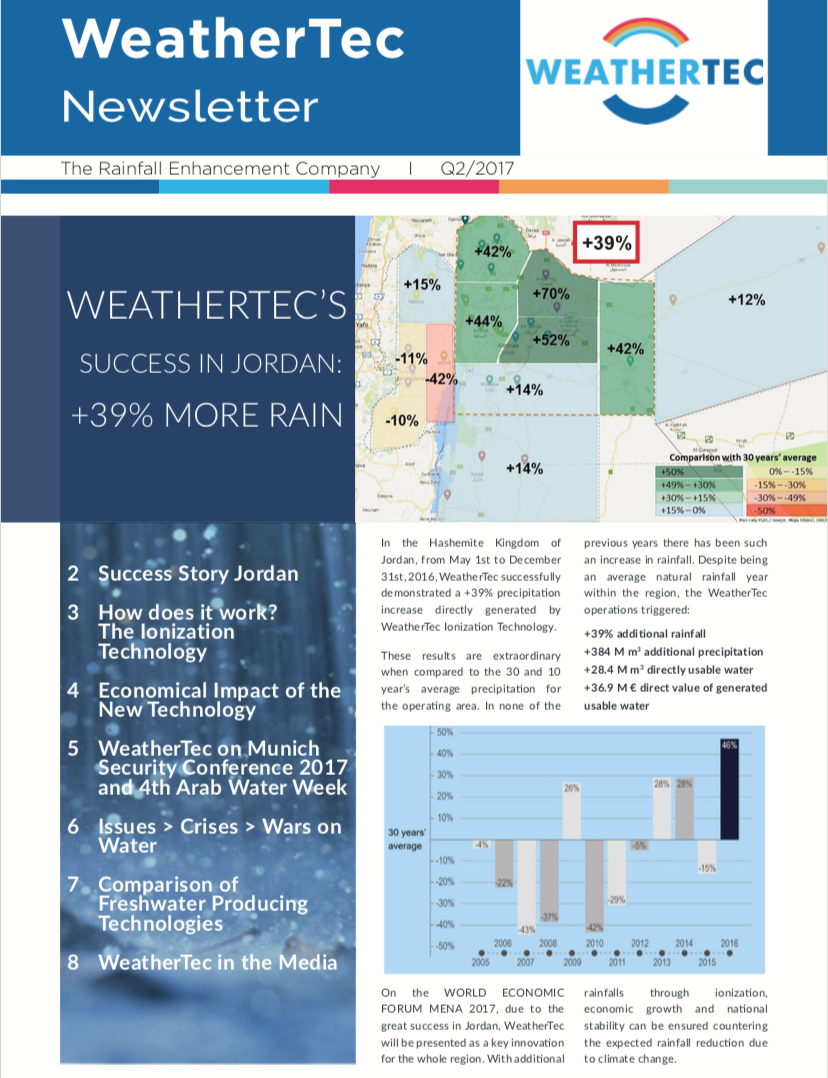 WeatherTec
Newsletter
WEATHERTEC
The Rainfall Enhancement Company | Q2/2017
WEATHERTEC'S
SUCCESS IN JORDAN:
+39% MORE RAIN
+39%
+42%
+15%
+70%
+12%
+44%
+52%
+42%
-11%
-42%
+14%
-10%
+14%
Comparison with 30 years' average
+50% 0% – -15%
+49% – +30% -15% – -30%
+30% – +15% -30% – -49%
+15% – 0% -50%
2 Success Story Jordan
3 How does it work?
The Ionization
Technology
4 Economical Impact of the
New Technology
5 WeatherTec on Munich
Security Conference 2017
and 4th Arab Water Week
6 Issues > Crises > Wars on
Water
7 Comparison of
Freshwater Producing
Technologies
8 WeatherTec in the Media
In the Hashemite Kingdom of
Jordan, from May 1st to December
31st, 2016, WeatherTec successfully
demonstrated a +39% precipitation
increase directly generated by
WeatherTec Ionization Technology.
These results are extraordinary
when compared to the 30 and 10
year's average precipitation for
the operating area. In none of the
previous years there has been such
an increase in rainfall. Despite being
an average natural rainfall year
within the region, the WeatherTec
operations triggered:
+39% additional rainfall
+384 M m³ additional precipitation
+28.4 M m³ directly usable water
+36.9 M € direct value of generated
usable water
50%
40%
30%
20%
10%
30 years'
average
-10%
-20%
-30%
-40%
-50%
-4%
-22%
-43%
-37%
26%
-42%
-29%
-5%
28%
28%
-15%
46%
2006 2008 2010 2012 2014 2016
2005 2007 2009 2011 2013 2015
On the WORLD ECONOMIC
FORUM MENA 2017, due to the
great success in Jordan, WeatherTec
will be presented as a key innovation
for the whole region. With additional
rainfalls through ionization,
economic growth and national
stability can be ensured countering
the expected rainfall reduction due
to climate change.